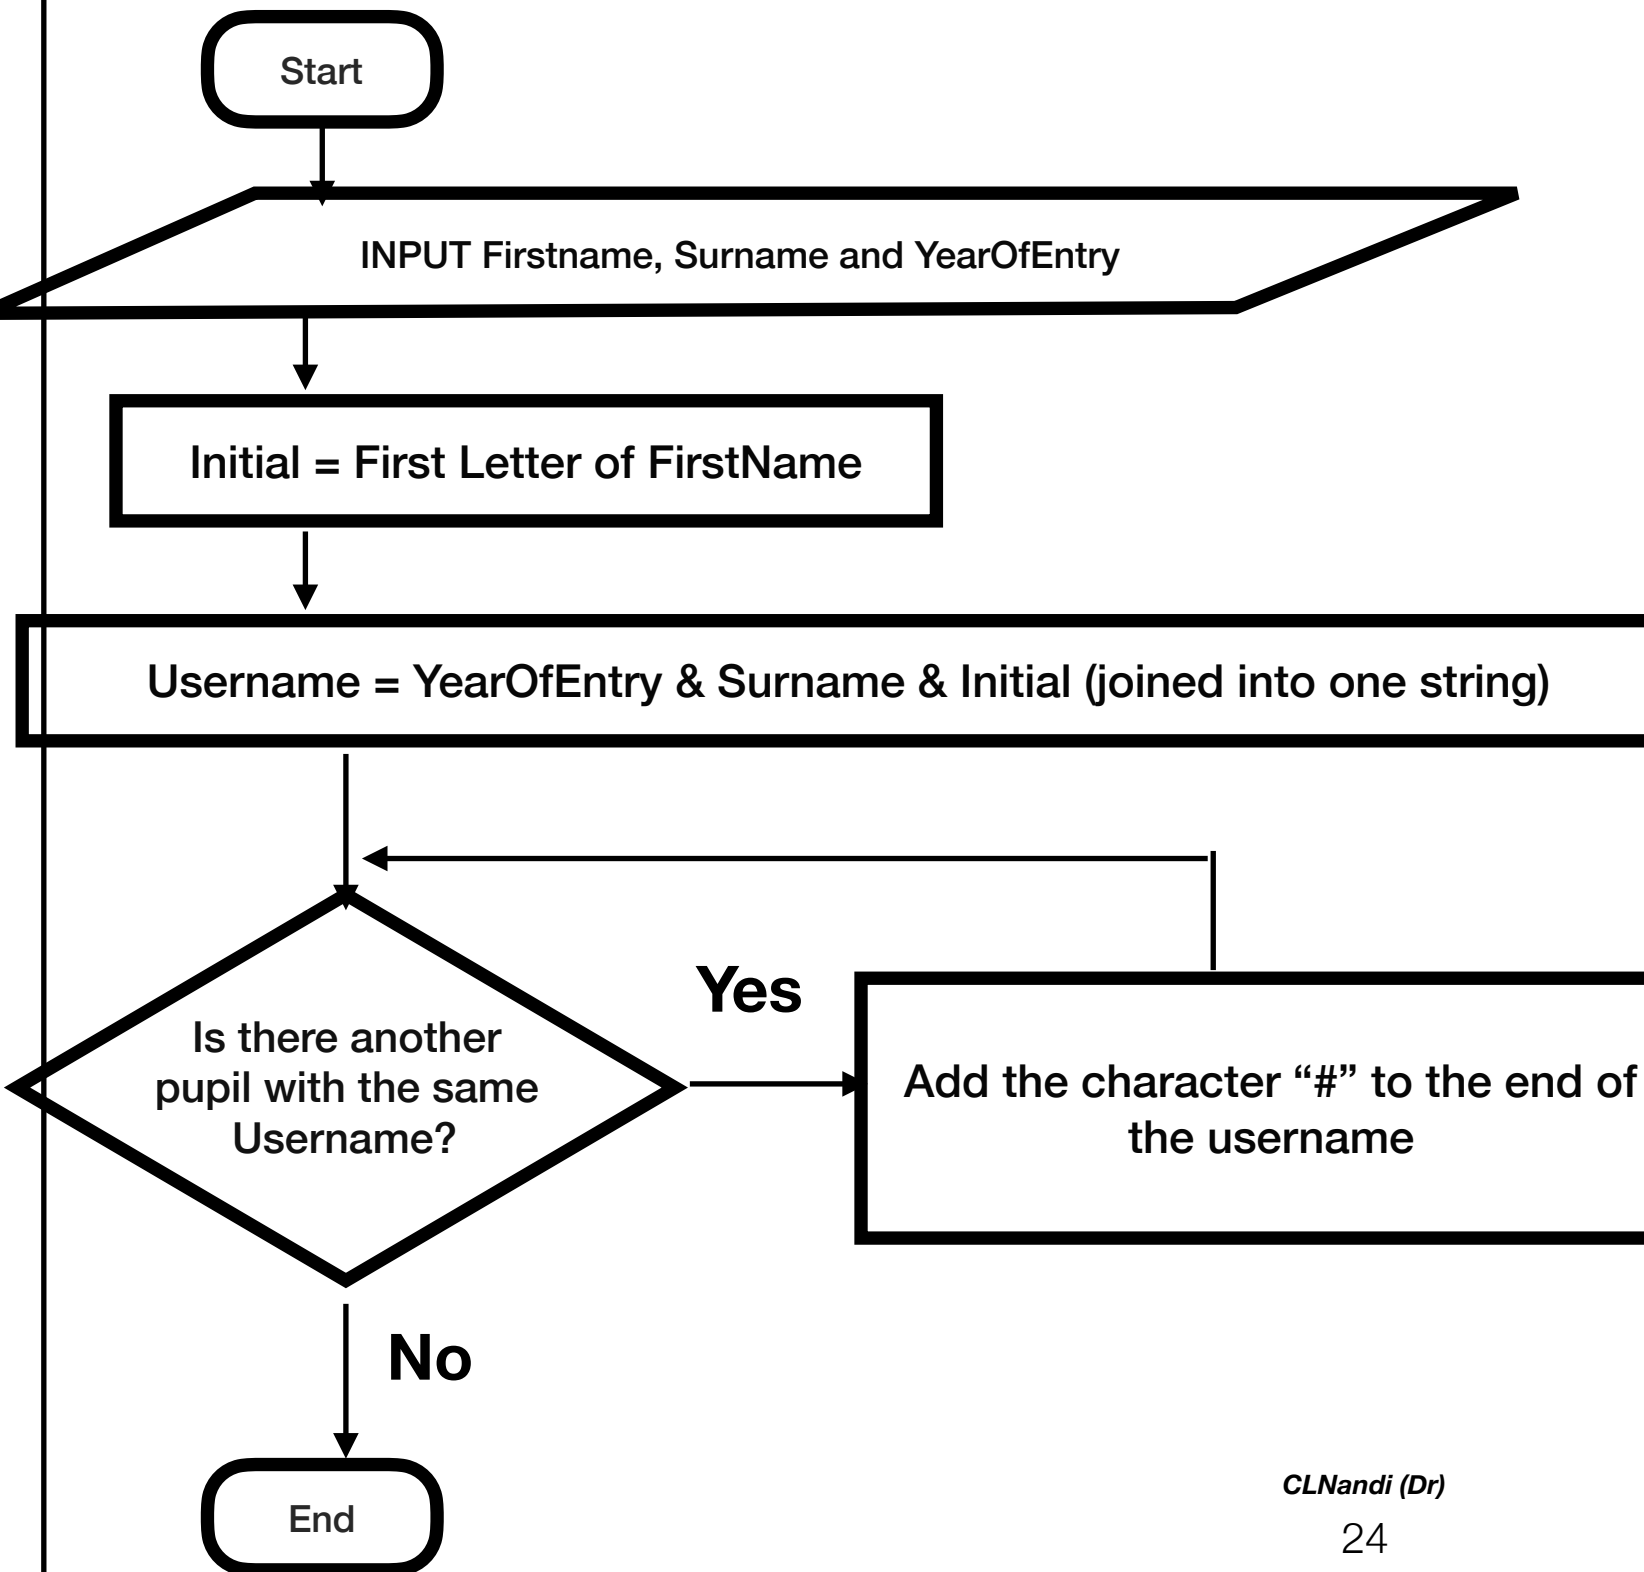 Start
INPUT Firstname, Surname and YearOfEntry
Initial = First Letter of FirstName
Username = YearOfEntry & Surname & Initial (joined into one string)
Yes
Is there another
pupil with the same
Username?
Add the character “#” to the end of
the username
No
End
CLNandi (Dr)
24